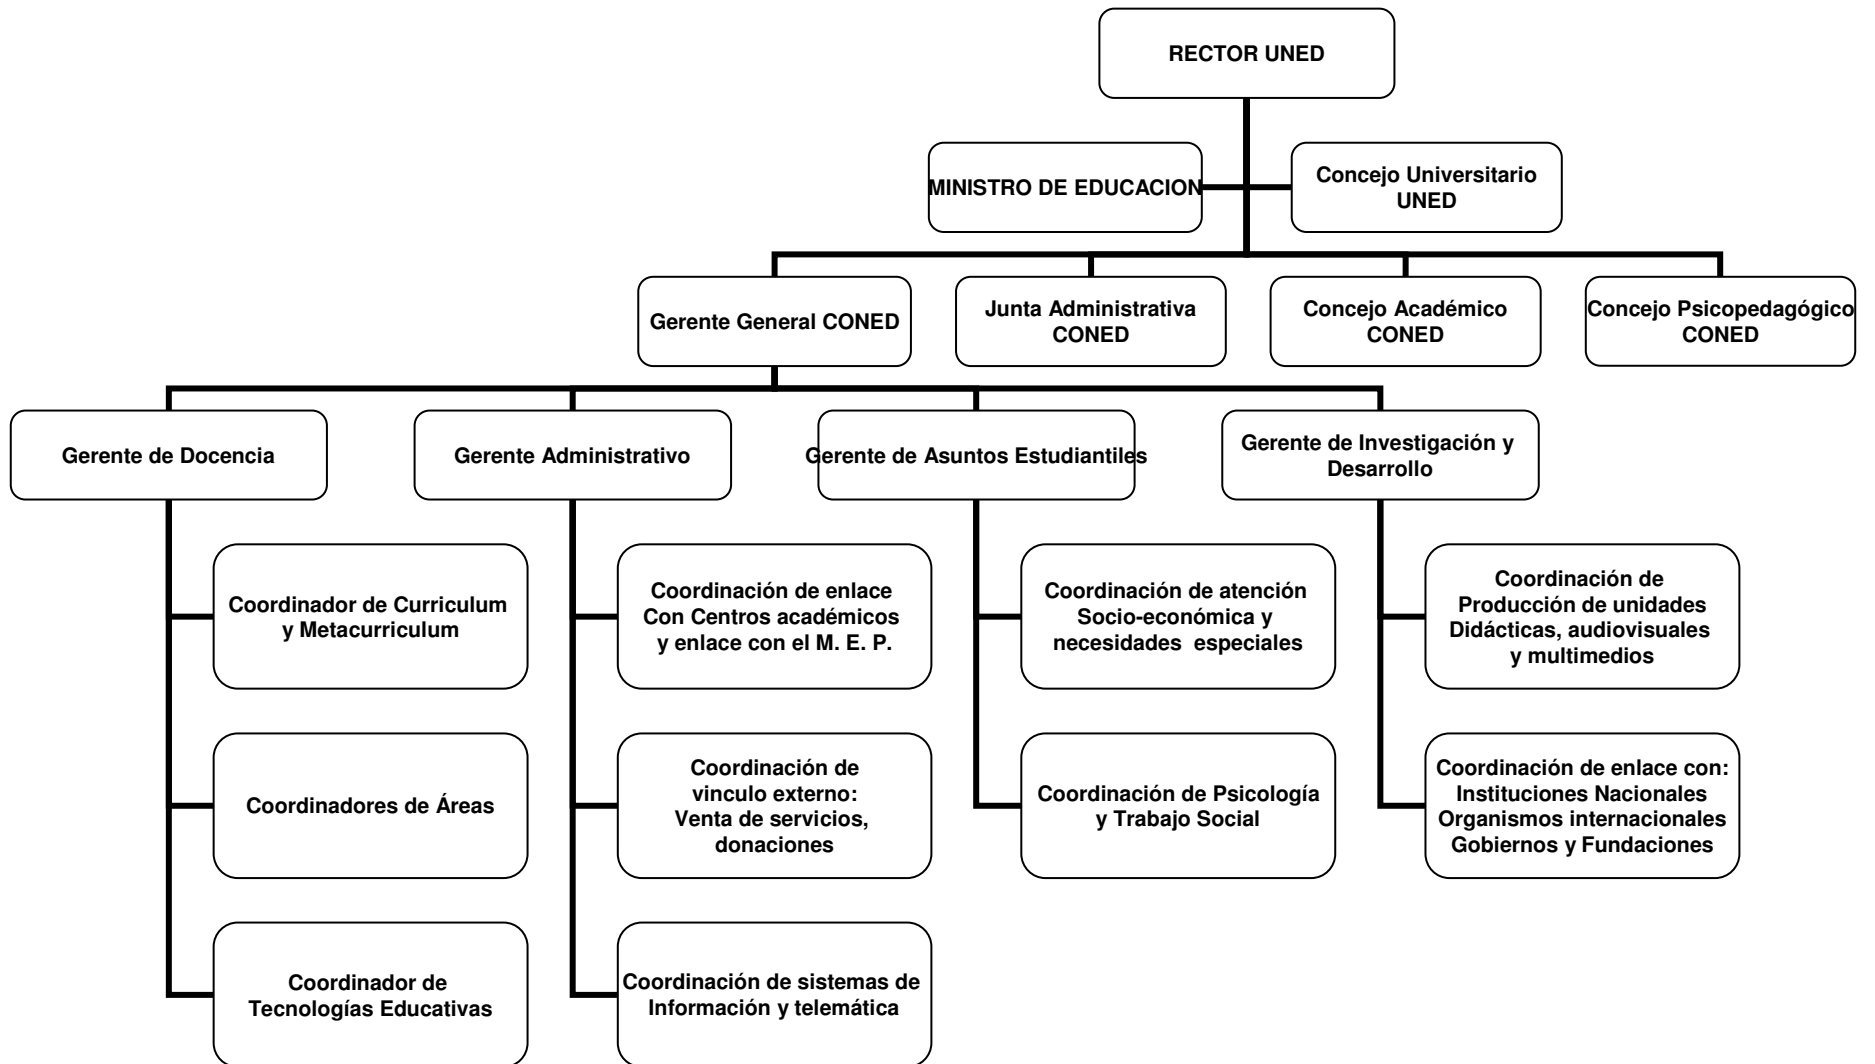 RECTOR UNED
MINISTRO DE EDUCACION
Concejo Universitario
UNED
Gerente General CONED
Junta Administrativa
CONED
Concejo Académico
CONED
Concejo Psicopedagógico
CONED
Gerente de Docencia
Gerente Administrativo
Gerente de Asuntos Estudiantiles
Gerente de Investigación y
Desarrollo
Coordinador de Curriculum
y Metacurriculum
Coordinación de enlace
Con Centros académicos
y enlace con el M. E. P.
Coordinación de atención
Socio-económica y
necesidades  especiales
Coordinación de
Producción de unidades
Didácticas, audiovisuales
y multimedios
Coordinadores de Áreas
Coordinación de
vinculo externo:
Venta de servicios,
donaciones
Coordinación de Psicología
y Trabajo Social
Coordinación de enlace con:
Instituciones Nacionales
Organismos internacionales
Gobiernos y Fundaciones
Coordinador de
Tecnologías Educativas
Coordinación de sistemas de
Información y telemática